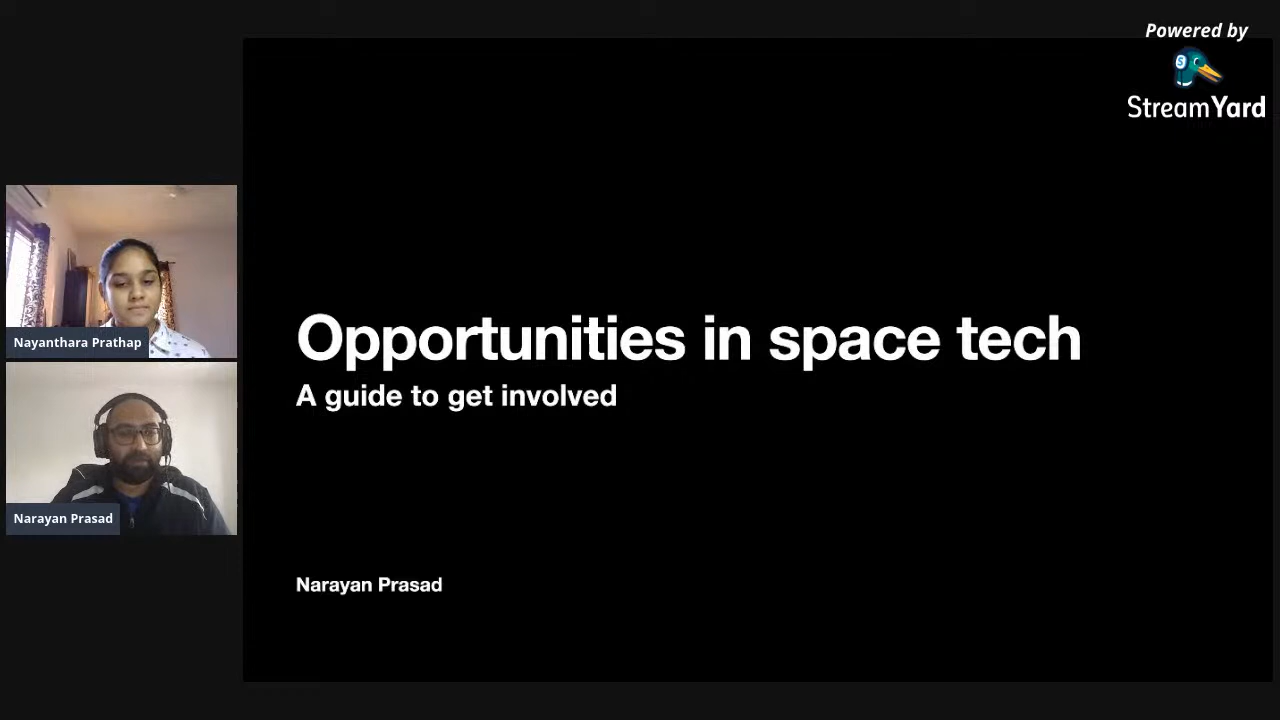 Powered by
StreamYard
Nayanthara Prathap
Narayan Prasad
Opportunities in space tech
A guide to get involved
Narayan Prasad